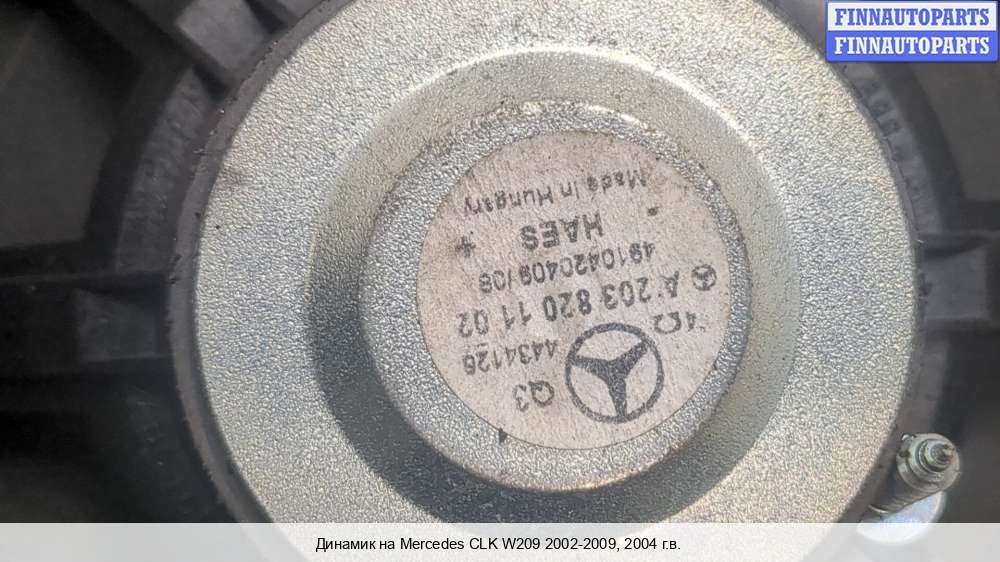 FINNAUTOPARTS
FINNAUTOPARTS
Q3
4434126
4Ω
A 203 820 11 02
4910420409/08
HAES
+ -
Made in Hungary
Динамик на Mercedes CLK W209 2002-2009, 2004 г.в.